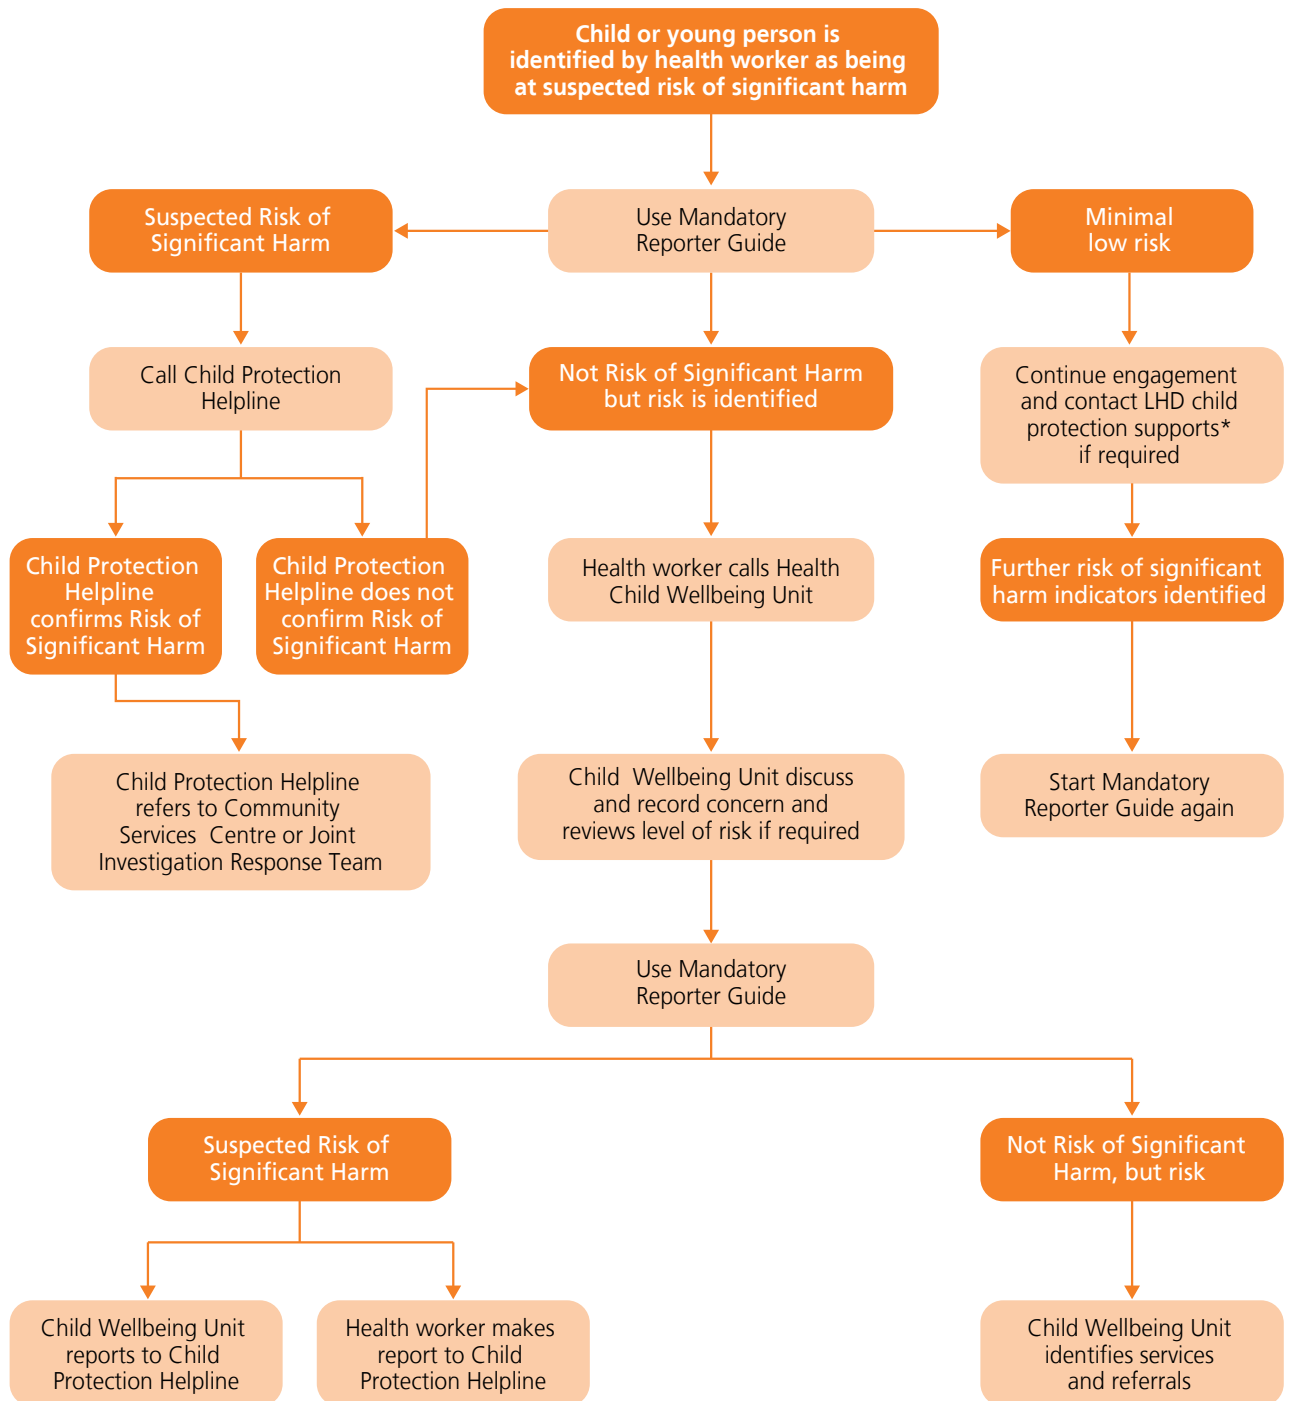 Child or young person is
identified by health worker as being
at suspected risk of significant harm
Suspected Risk of
Significant Harm
Use Mandatory
Reporter Guide
Minimal
low risk
Call Child Protection
Helpline
Not Risk of Significant Harm
but risk is identified
Continue engagement
and contact LHD child
protection supports*
if required
Child Protection
Helpline
confirms Risk of
Significant Harm
Child Protection
Helpline does not
confirm Risk of
Significant Harm
Health worker calls Health
Child Wellbeing Unit
Further risk of significant
harm indicators identified
Child Protection Helpline
refers to Community
Services Centre or Joint
Investigation Response Team
Child Wellbeing Unit discuss
and record concern and
reviews level of risk if required
Start Mandatory
Reporter Guide again
Use Mandatory
Reporter Guide
Suspected Risk of
Significant Harm
Not Risk of Significant
Harm, but risk
Child Wellbeing Unit
reports to Child
Protection Helpline
Health worker makes
report to Child
Protection Helpline
Child Wellbeing Unit
identifies services
and referrals